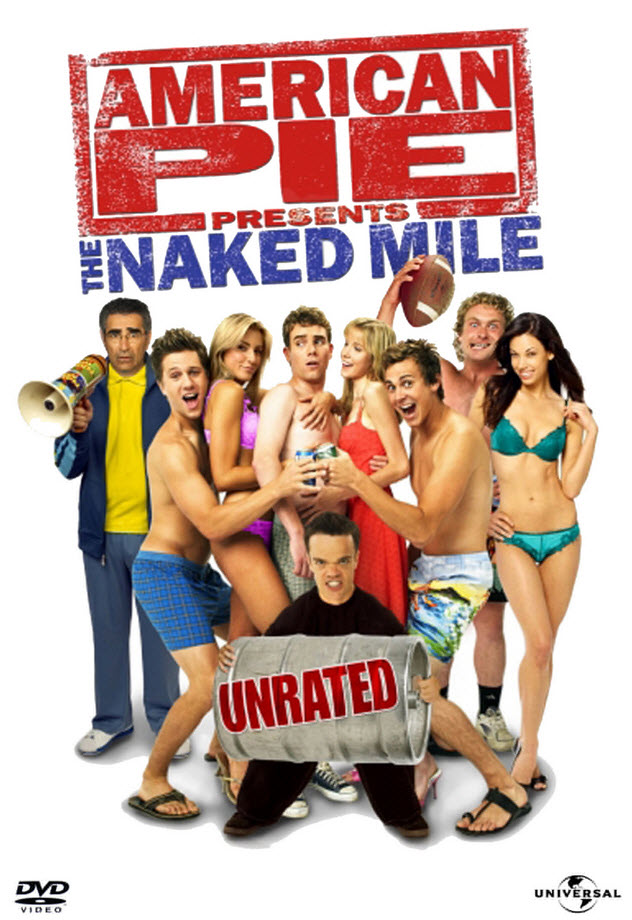 AMERICAN
PIE
PRESENTS
THE NAKED MILE
UNRATED
DVD
VIDEO
UNIVERSAL